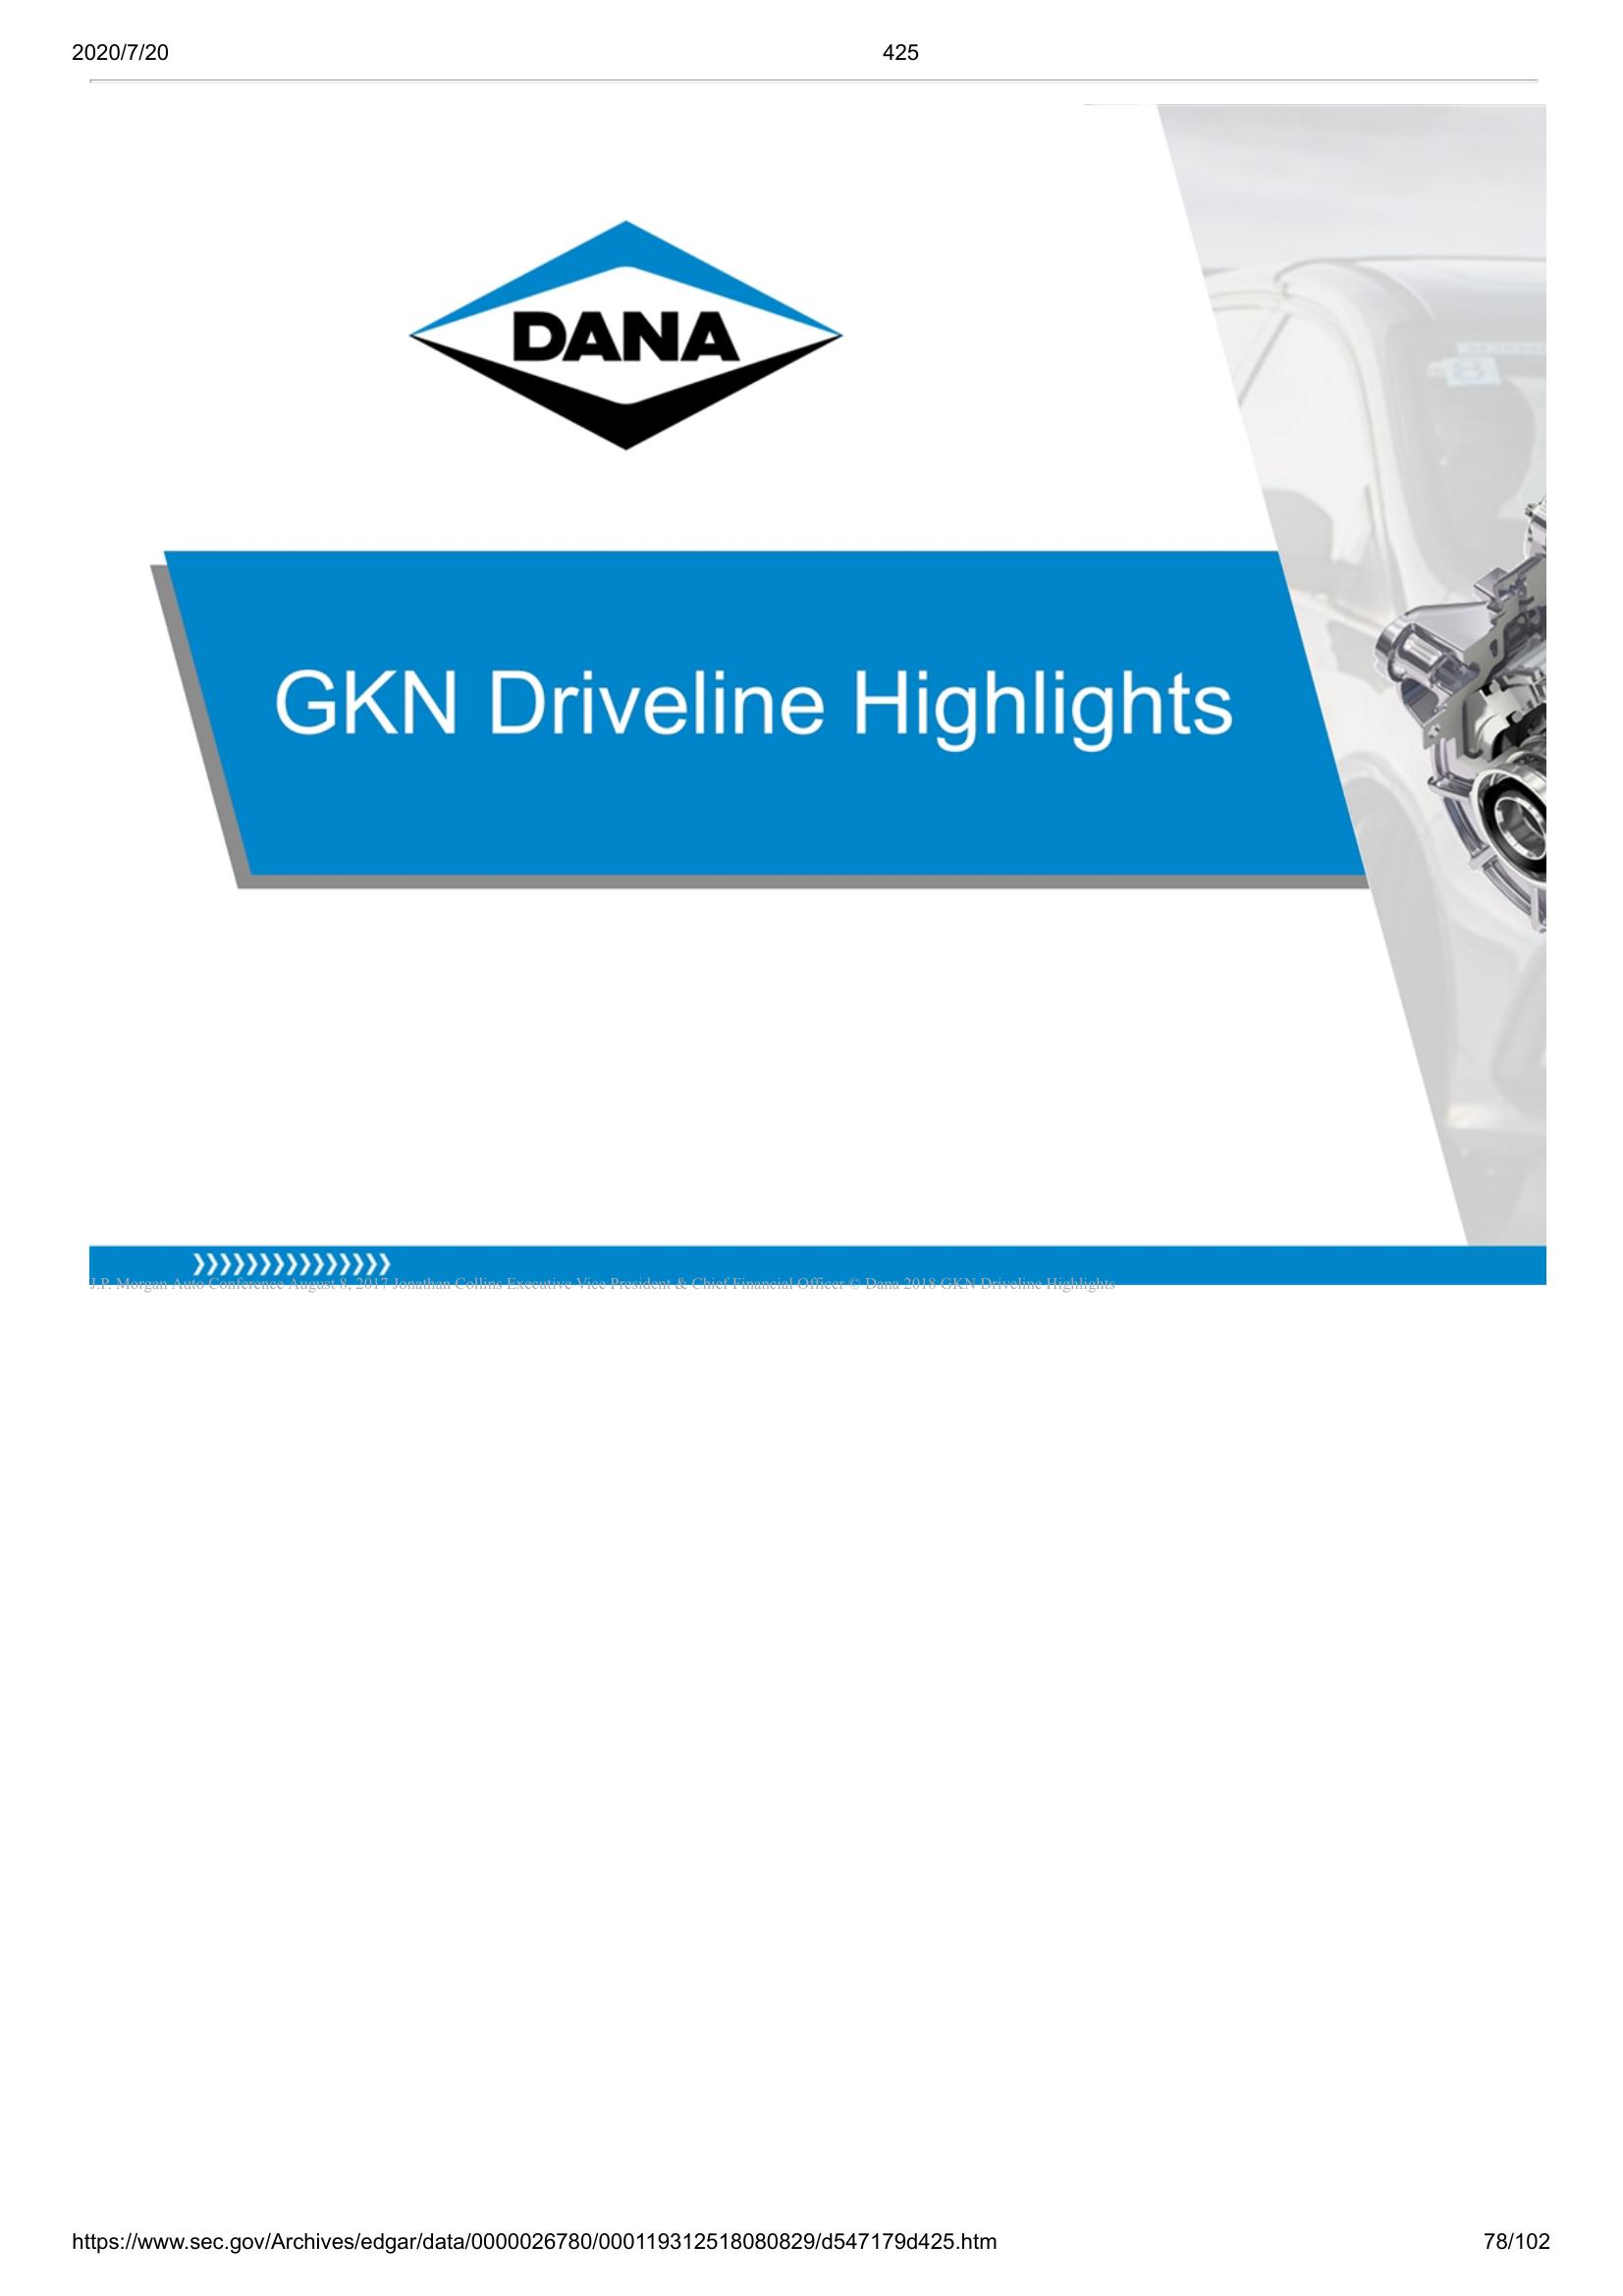 2020/7/20 425
DANA
GKN Driveline Highlights
J.P. Morgan Auto Conference August 8, 2017 Jonathan Collins Executive Vice President & Chief Financial Officer © Dana 2018 GKN Driveline Highlights
https://www.sec.gov/Archives/edgar/data/0000026780/000119312518080829/d547179d425.htm 78/102